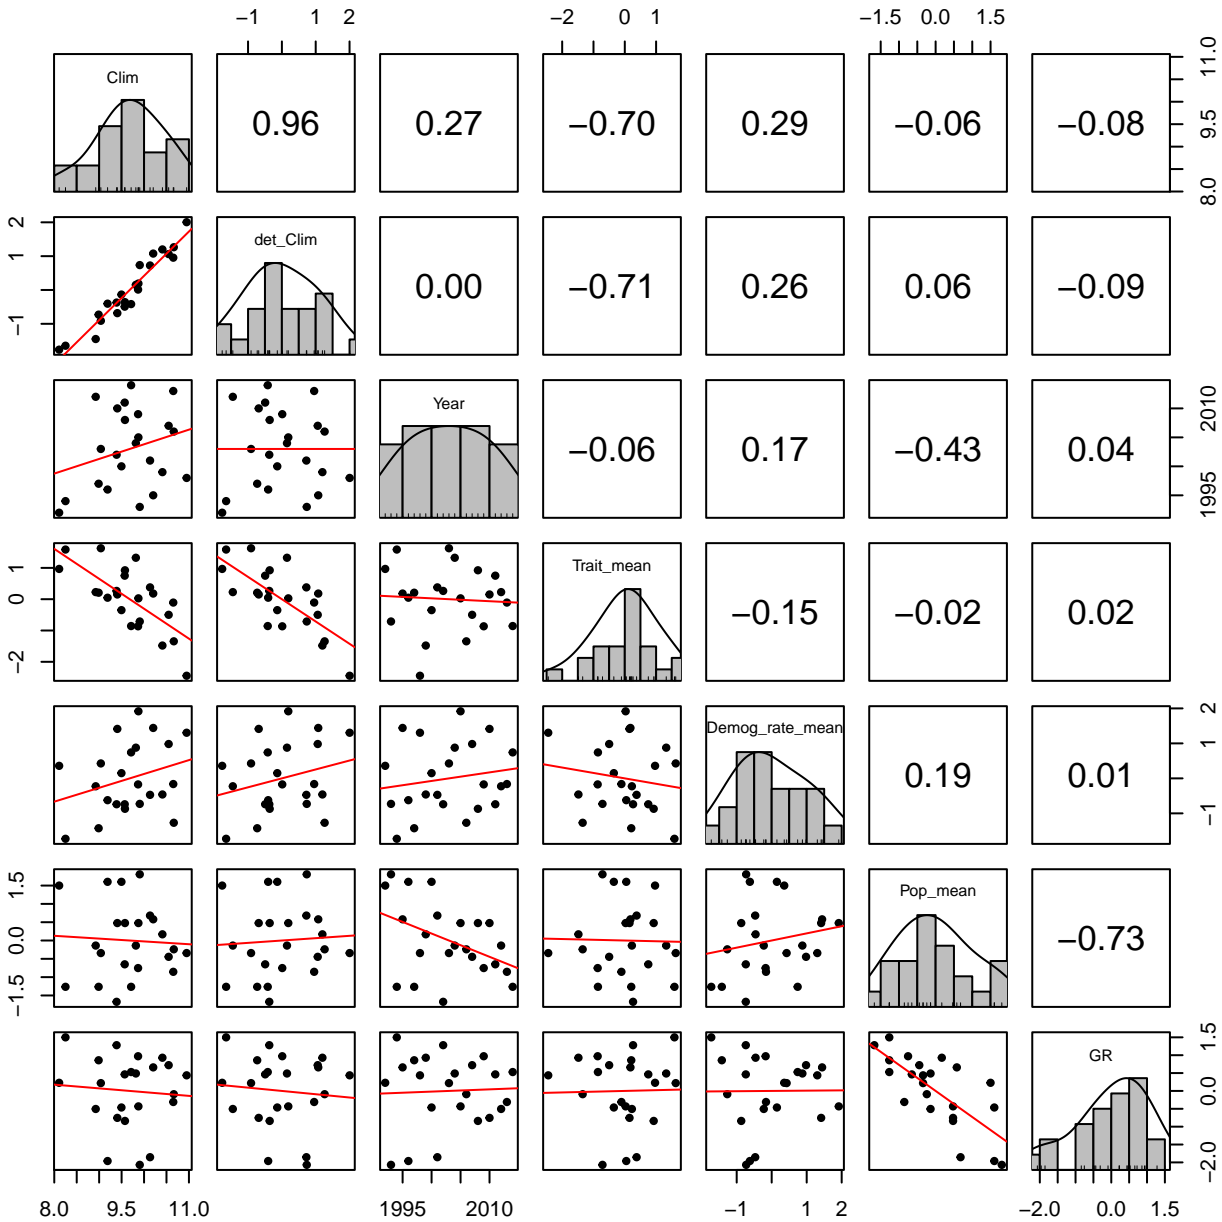 −1 1 2 −2 0 1 −1.5 0.0 1.5
Clim 0.96 0.27 −0.70 0.29 −0.06 −0.08 8.0 9.5 11.0
−1 1 2 det_Clim 0.00 −0.71 0.26 0.06 −0.09
Year −0.06 0.17 −0.43 0.04 1995 2010
−2 0 1 Trait_mean −0.15 −0.02 0.02
Demog_rate_mean 0.19 0.01 −1 1 2
−1.5 0.0 1.5 Pop_mean −0.73
GR −2.0 0.0 1.5
8.0 9.5 11.0 1995 2010 −1 1 2 −2.0 0.0 1.5